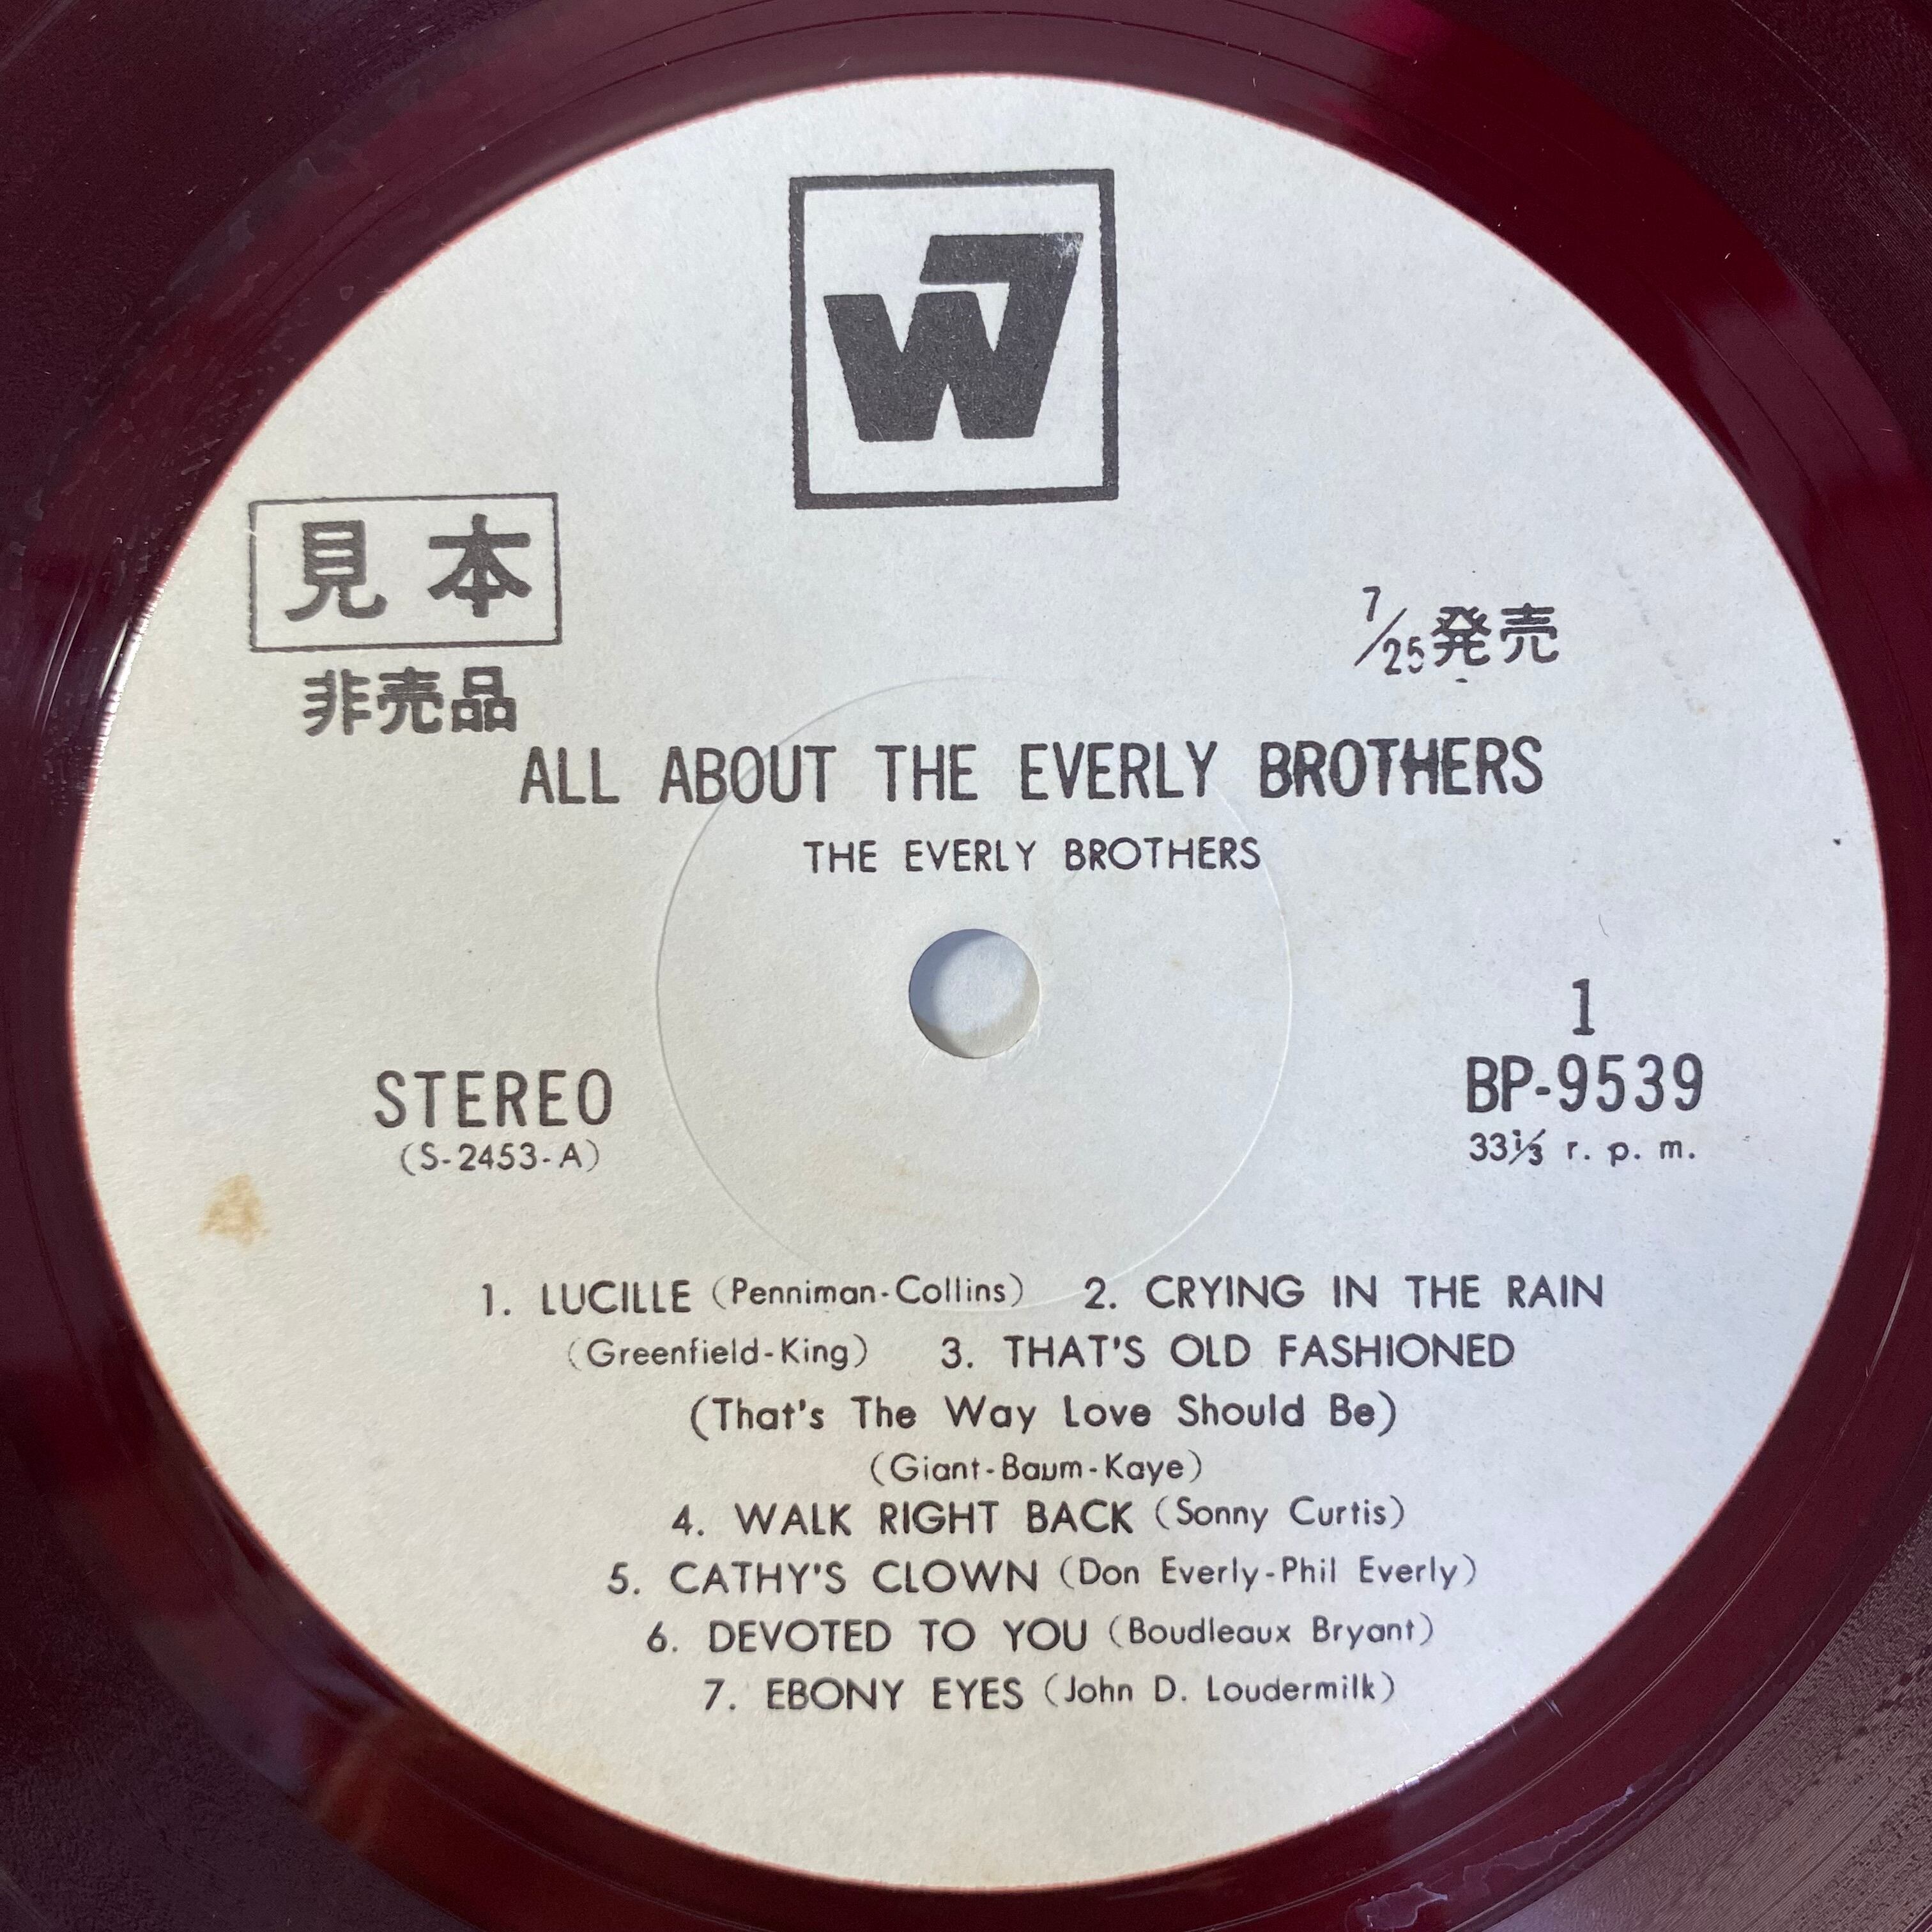 W7
見本
非売品
7/25発売
ALL ABOUT THE EVERLY BROTHERS
THE EVERLY BROTHERS
1
STEREO
BP-9539
(S-2453-A)
33⅓ r. p. m.
1. LUCILLE (Penniman-Collins) 2. CRYING IN THE RAIN
(Greenfield-King) 3. THAT'S OLD FASHIONED
(That's The Way Love Should Be)
(Giant-Baum-Kaye)
4. WALK RIGHT BACK (Sonny Curtis)
5. CATHY'S CLOWN (Don Everly-Phil Everly)
6. DEVOTED TO YOU (Boudleaux Bryant)
7. EBONY EYES (John D. Loudermilk)